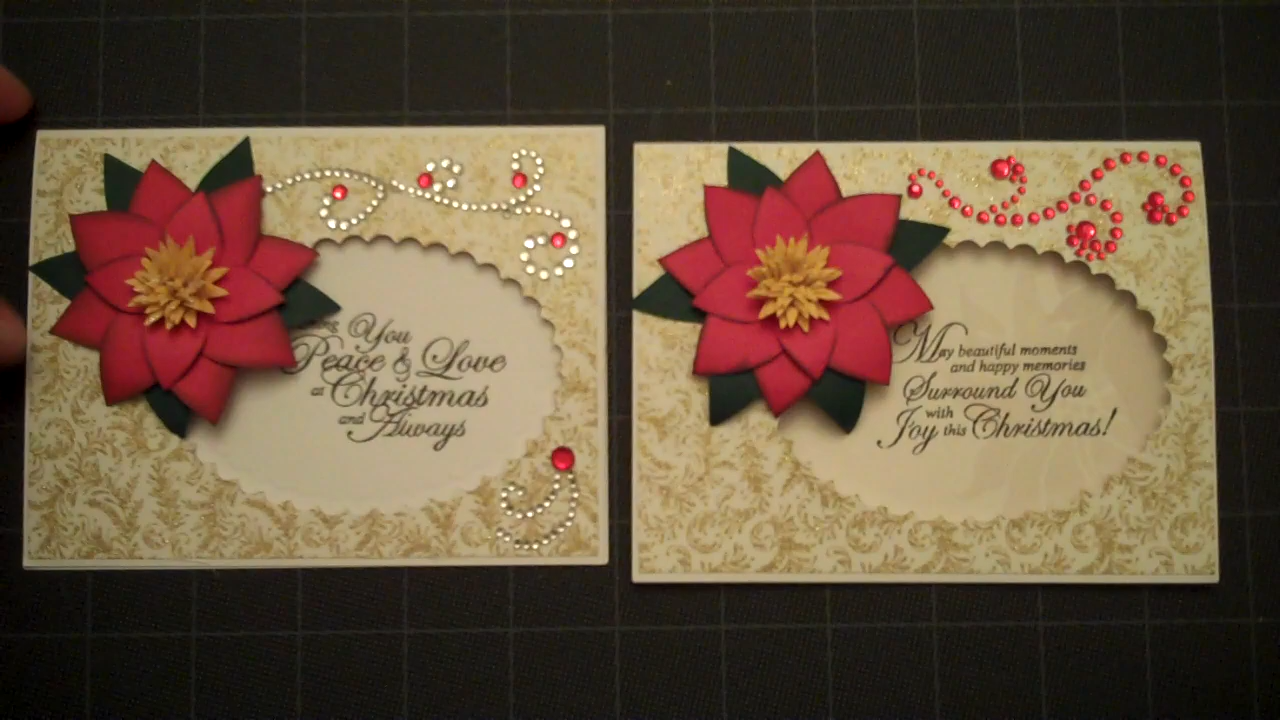 You
Peace & Love
at Christmas
and Always
May beautiful moments
and happy memories
Surround You
with
Joy this Christmas!